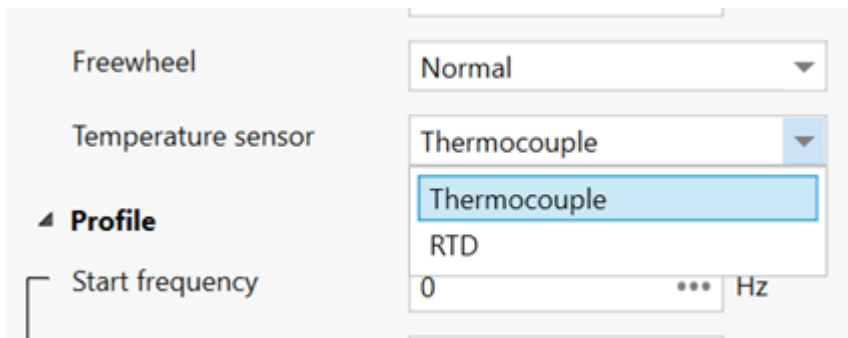 Freewheel Normal
Temperature sensor Thermocouple
Thermocouple
RTD
Profile
Start frequency 0 ••• Hz